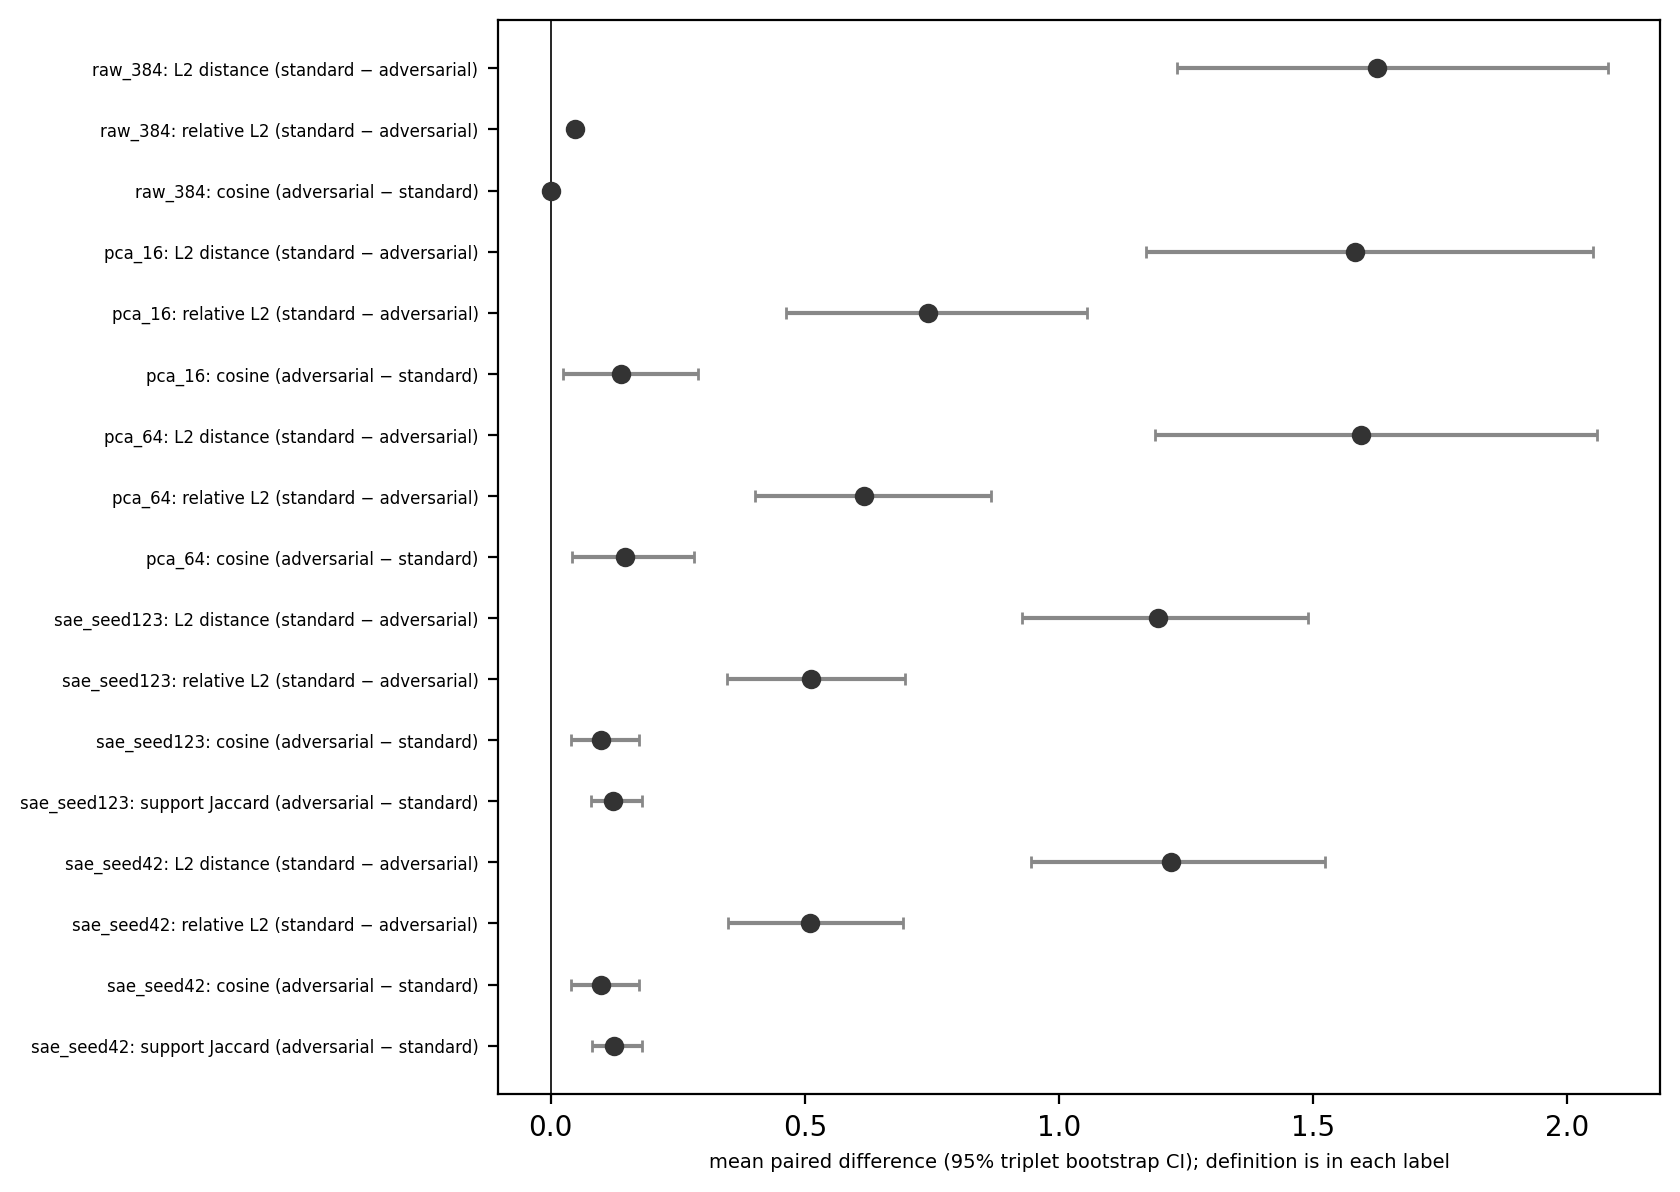 raw_384: L2 distance (standard − adversarial)
raw_384: relative L2 (standard − adversarial)
raw_384: cosine (adversarial − standard)
pca_16: L2 distance (standard − adversarial)
pca_16: relative L2 (standard − adversarial)
pca_16: cosine (adversarial − standard)
pca_64: L2 distance (standard − adversarial)
pca_64: relative L2 (standard − adversarial)
pca_64: cosine (adversarial − standard)
sae_seed123: L2 distance (standard − adversarial)
sae_seed123: relative L2 (standard − adversarial)
sae_seed123: cosine (adversarial − standard)
sae_seed123: support Jaccard (adversarial − standard)
sae_seed42: L2 distance (standard − adversarial)
sae_seed42: relative L2 (standard − adversarial)
sae_seed42: cosine (adversarial − standard)
sae_seed42: support Jaccard (adversarial − standard)
0.0 0.5 1.0 1.5 2.0
mean paired difference (95% triplet bootstrap CI); definition is in each label